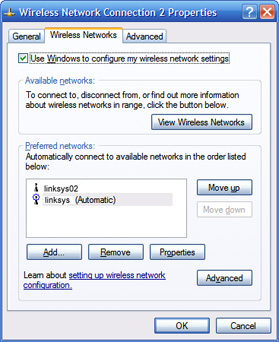 Wireless Network Connection 2 Properties
General
Wireless Networks
Advanced
Use Windows to configure my wireless network settings
Available networks:
To connect to, disconnect from, or find out more information
about wireless networks in range, click the button below.
View Wireless Networks
Preferred networks:
Automatically connect to available networks in the order listed
below:
linksys02
linksys (Automatic)
Move up
Move down
Add...
Remove
Properties
Learn about setting up wireless network
configuration.
Advanced
OK
Cancel